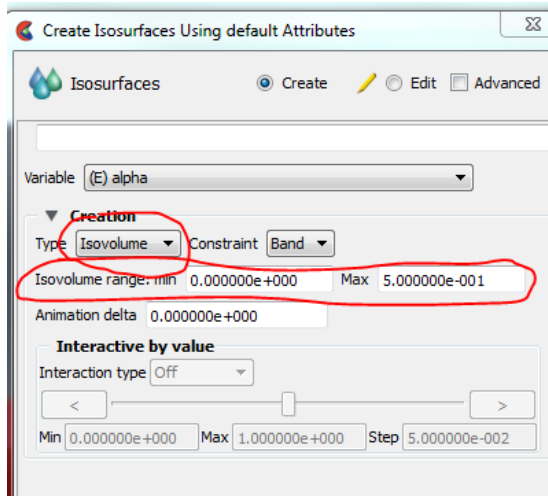 Create Isosurfaces Using default Attributes
Isosurfaces Create Edit Advanced
Variable (E) alpha
Creation
Type Isovolume Constraint Band
Isovolume range: min 0.000000e+000 Max 5.000000e-001
Animation delta 0.000000e+000
Interactive by value
Interaction type Off
< >
Min 0.000000e+000 Max 1.000000e+000 Step 5.000000e-002